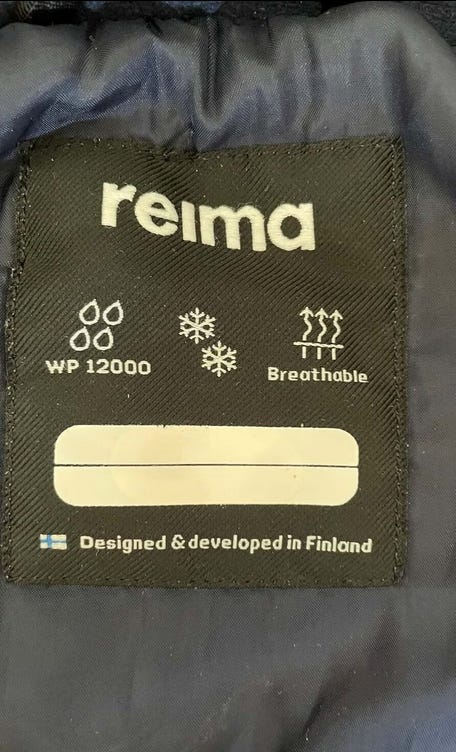 reima
WP 12000
Breathable
Designed & developed in Finland